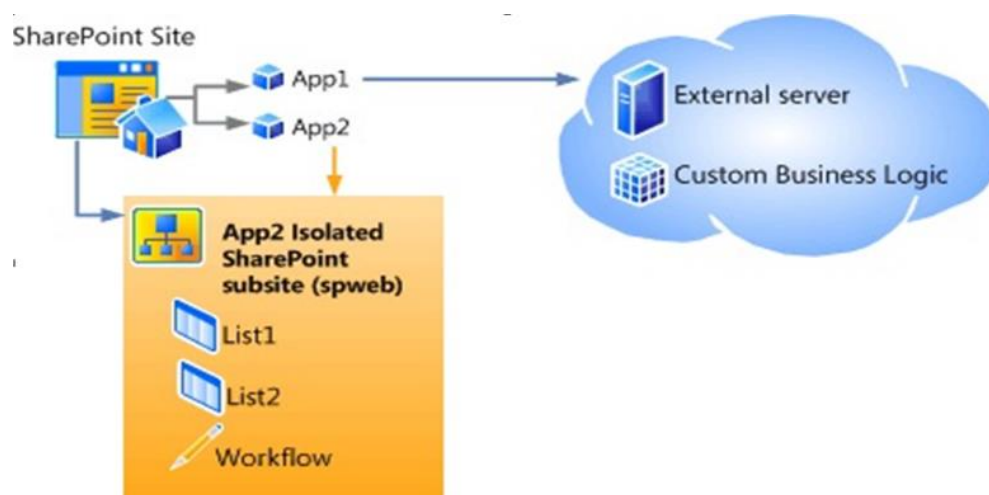 SharePoint Site
App1
App2
External server
Custom Business Logic
App2 Isolated
SharePoint
subsite (spweb)
List1
List2
Workflow